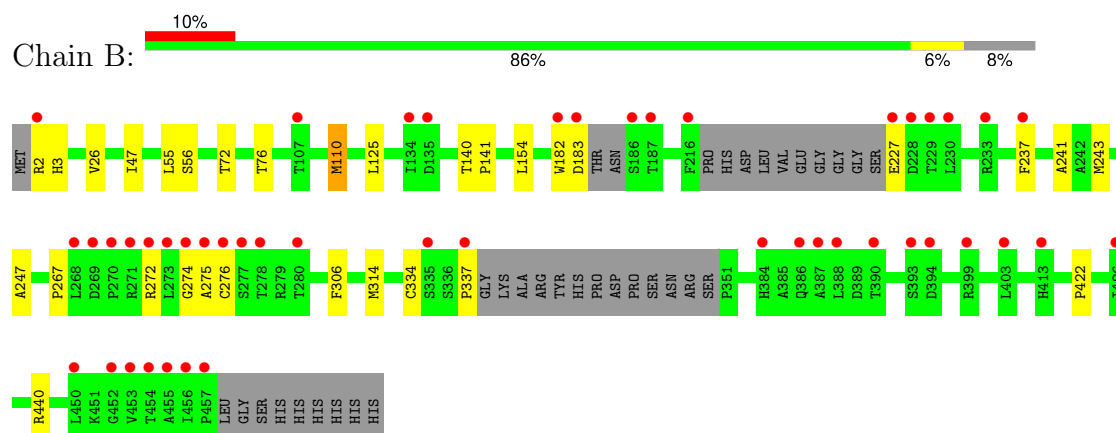 10%
Chain B:
86% 6% 8%
MET R2 H3 V26 I47 L55 S56 T72 T76 T107 M110 L125 I134 D135 T140 P141 L154 W182 D183 THR ASN S186 T187 F216 PRO HIS ASP LEU VAL GLU GLY GLY GLY SER E227 D228 T229 L230 R233 F237 A241 A242 M243
A247 P267 L268 D269 P270 R271 R272 L273 G274 A275 C276 S277 T278 R279 T280 F306 M314 C334 S335 S336 P337 GLY LYS ALA ARG TYR HIS PRO ASP PRO SER ASN ARG SER P351 H384 A385 Q386 A387 L388 D389 T390 S393 D394 R399 L403 H413 P422
R440 L450 K451 G452 V453 T454 A455 I456 P457 LEU GLY SER HIS HIS HIS HIS HIS HIS